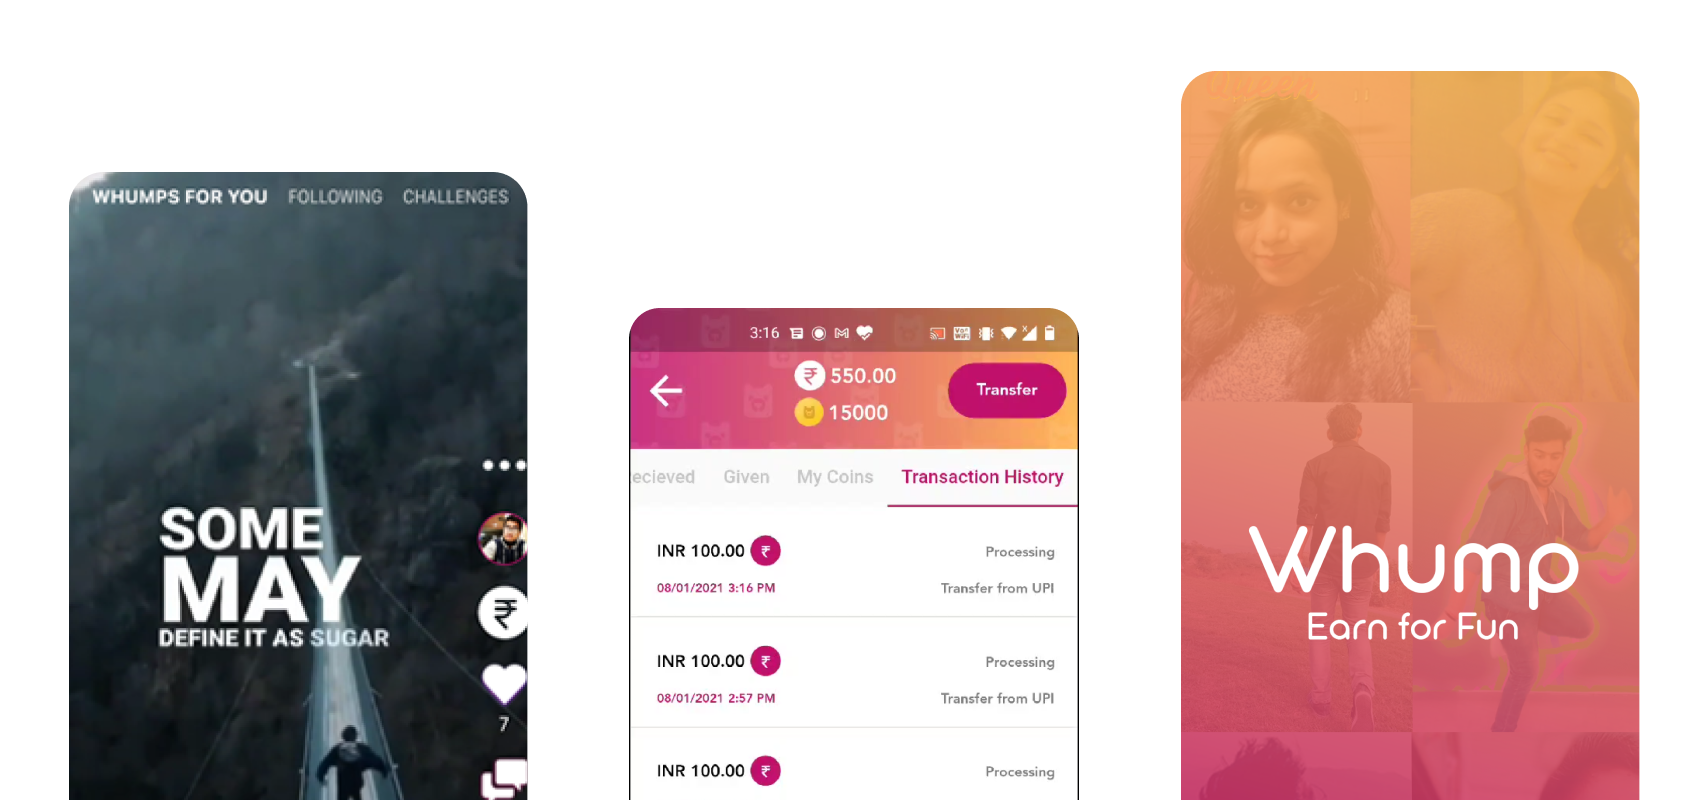 WHUMPS FOR YOU FOLLOWING CHALLENGES
SOME
MAY
DEFINE IT AS SUGAR
7
3:16
550.00
15000
Transfer
ecieved Given My Coins Transaction History
INR 100.00 Processing
08/01/2021 3:16 PM Transfer from UPI
INR 100.00 Processing
08/01/2021 2:57 PM Transfer from UPI
INR 100.00 Processing
Queen
Whump
Earn for Fun